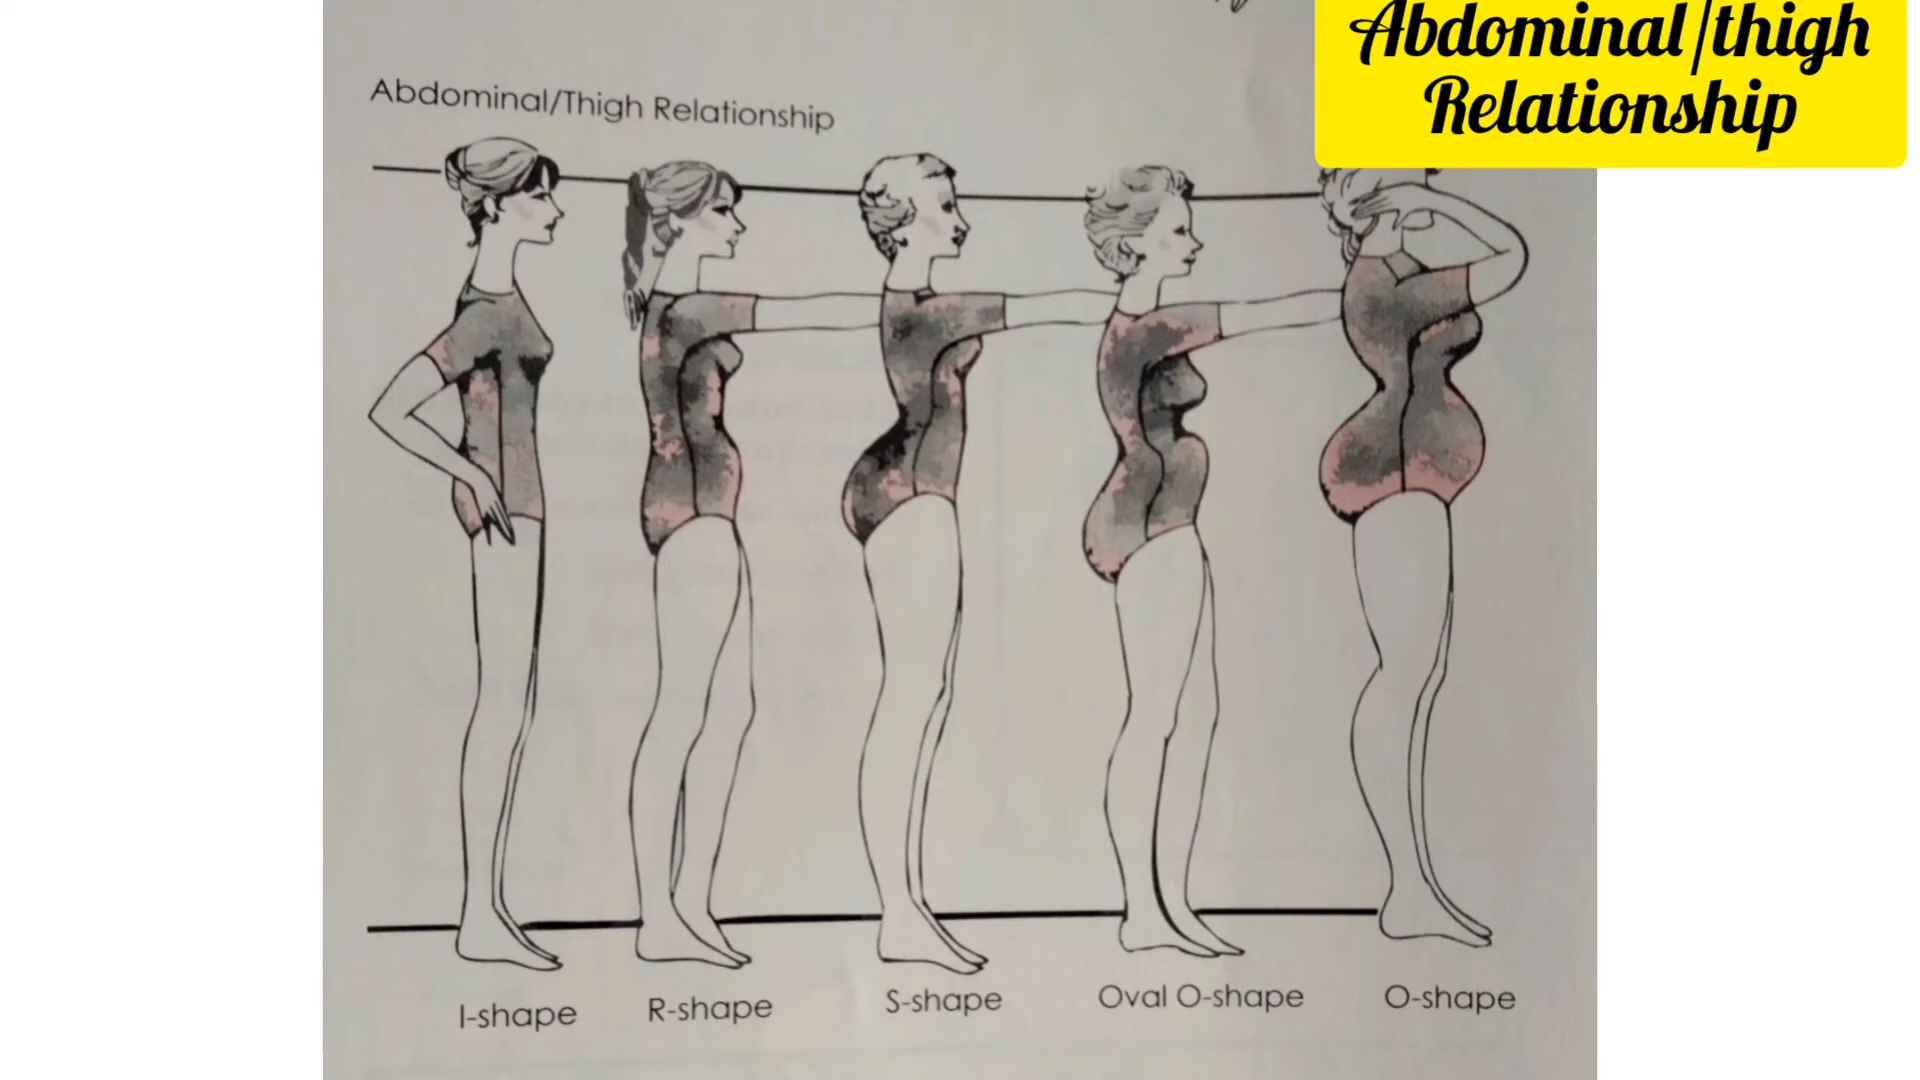 Abdominal/thigh
Relationship
Abdominal/Thigh Relationship
I-shape
R-shape
S-shape
Oval O-shape
O-shape